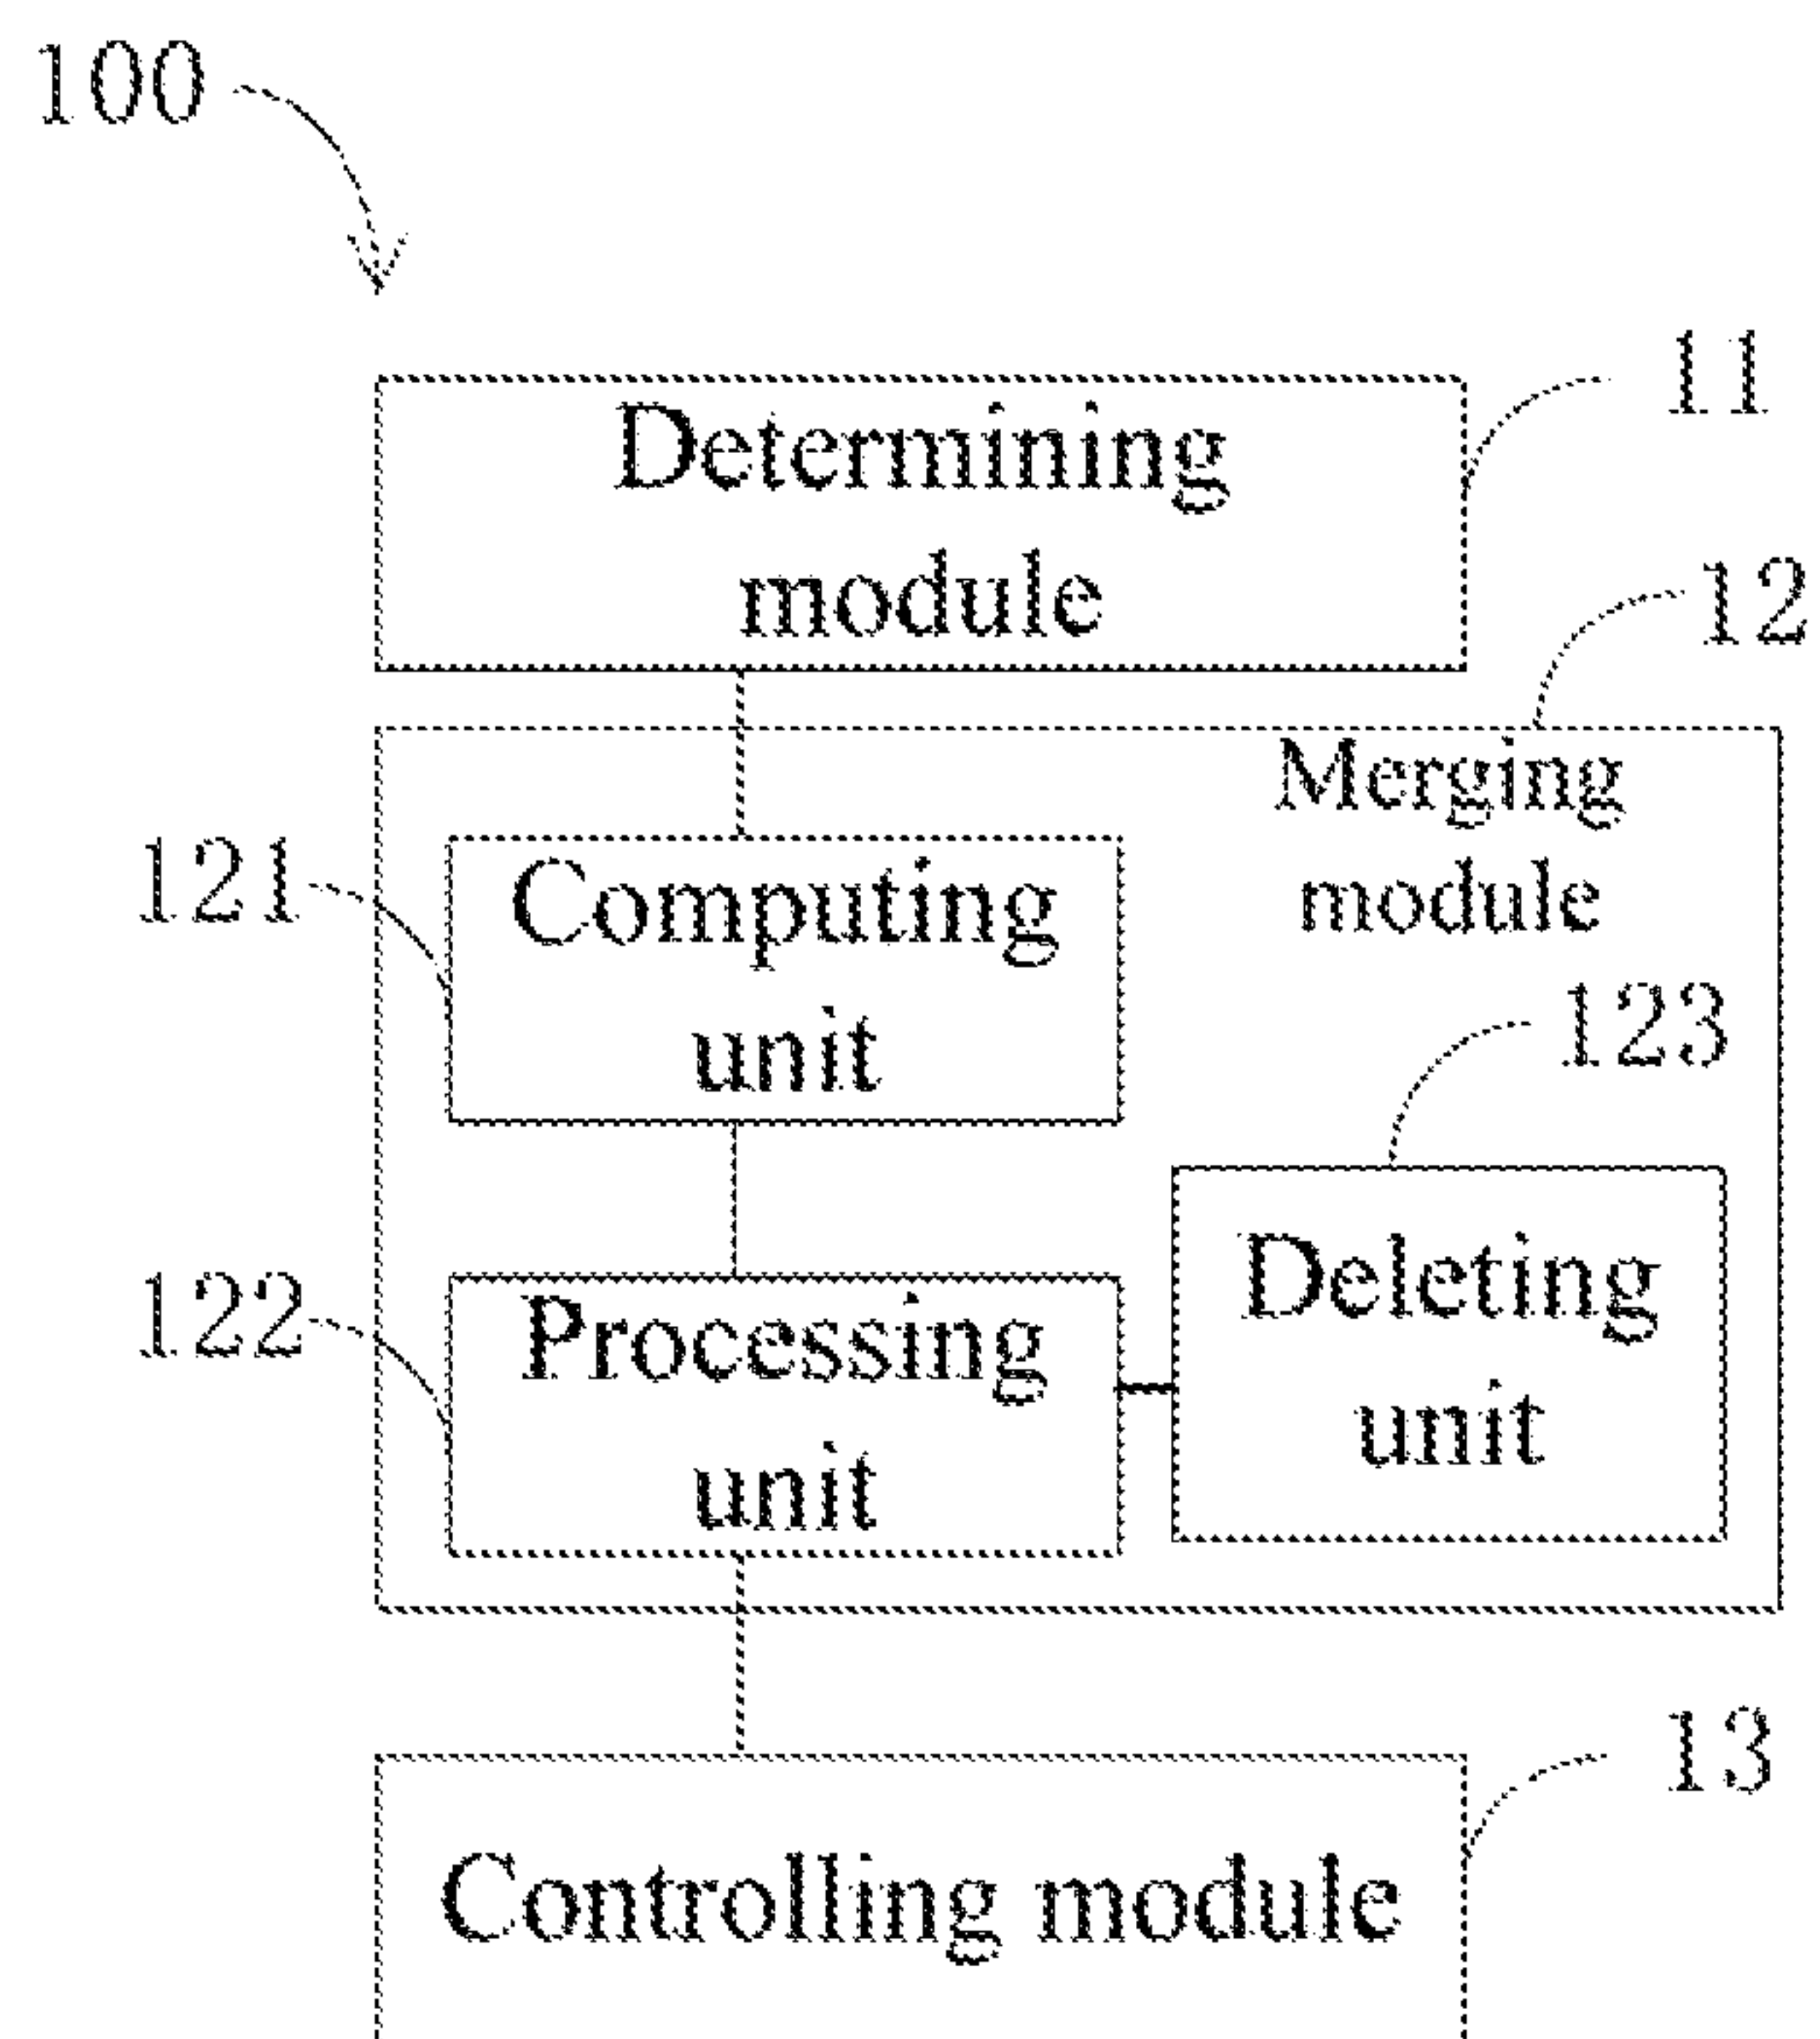 100
11
Determining
module
12
Merging
module
121
Computing
unit
123
122
Processing
unit
Deleting
unit
13
Controlling module